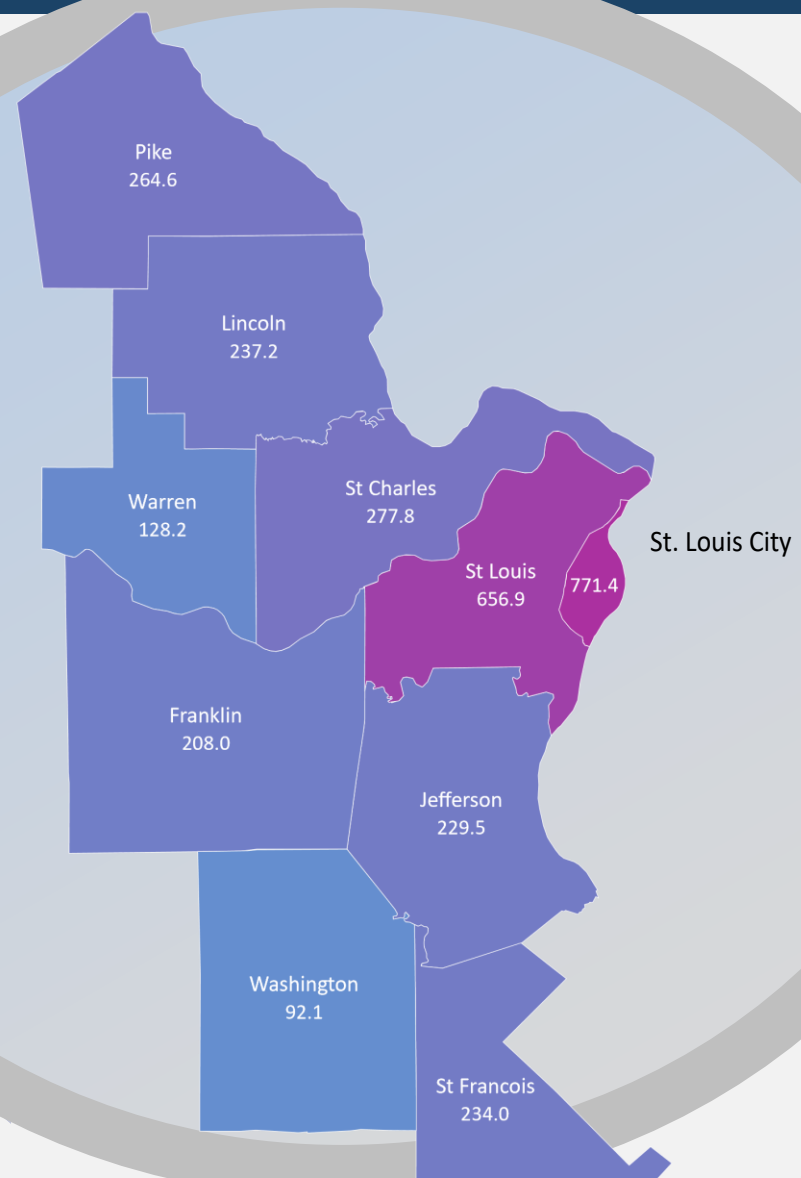 Pike
264.6
Lincoln
237.2
St Charles
277.8
Warren
128.2
St. Louis City
St Louis
656.9
771.4
Franklin
208.0
Jefferson
229.5
Washington
92.1
St Francois
234.0